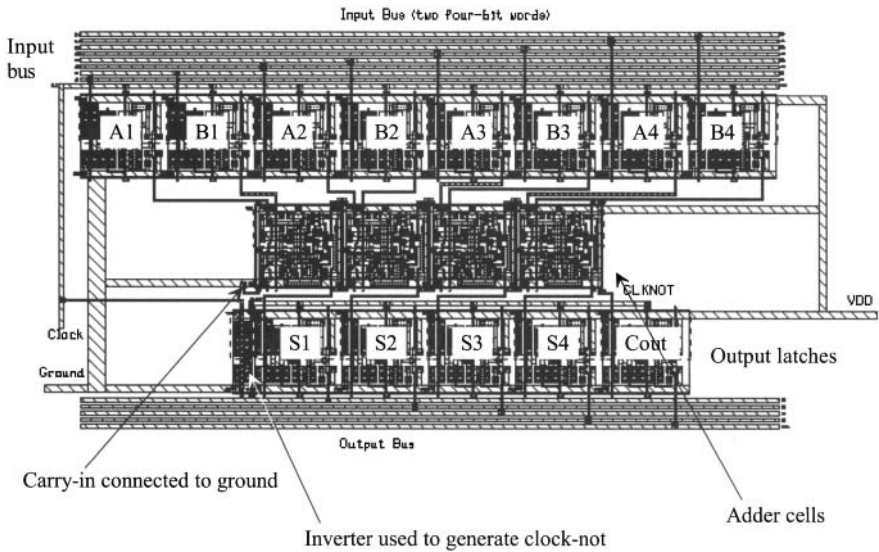 Input Bus (two four-bit words)
Input
bus
A1 B1 A2 B2 A3 B3 A4 B4
CLKNOT
VDD
Clock
S1 S2 S3 S4 Cout
Output latches
Ground
Output Bus
Carry-in connected to ground
Adder cells
Inverter used to generate clock-not